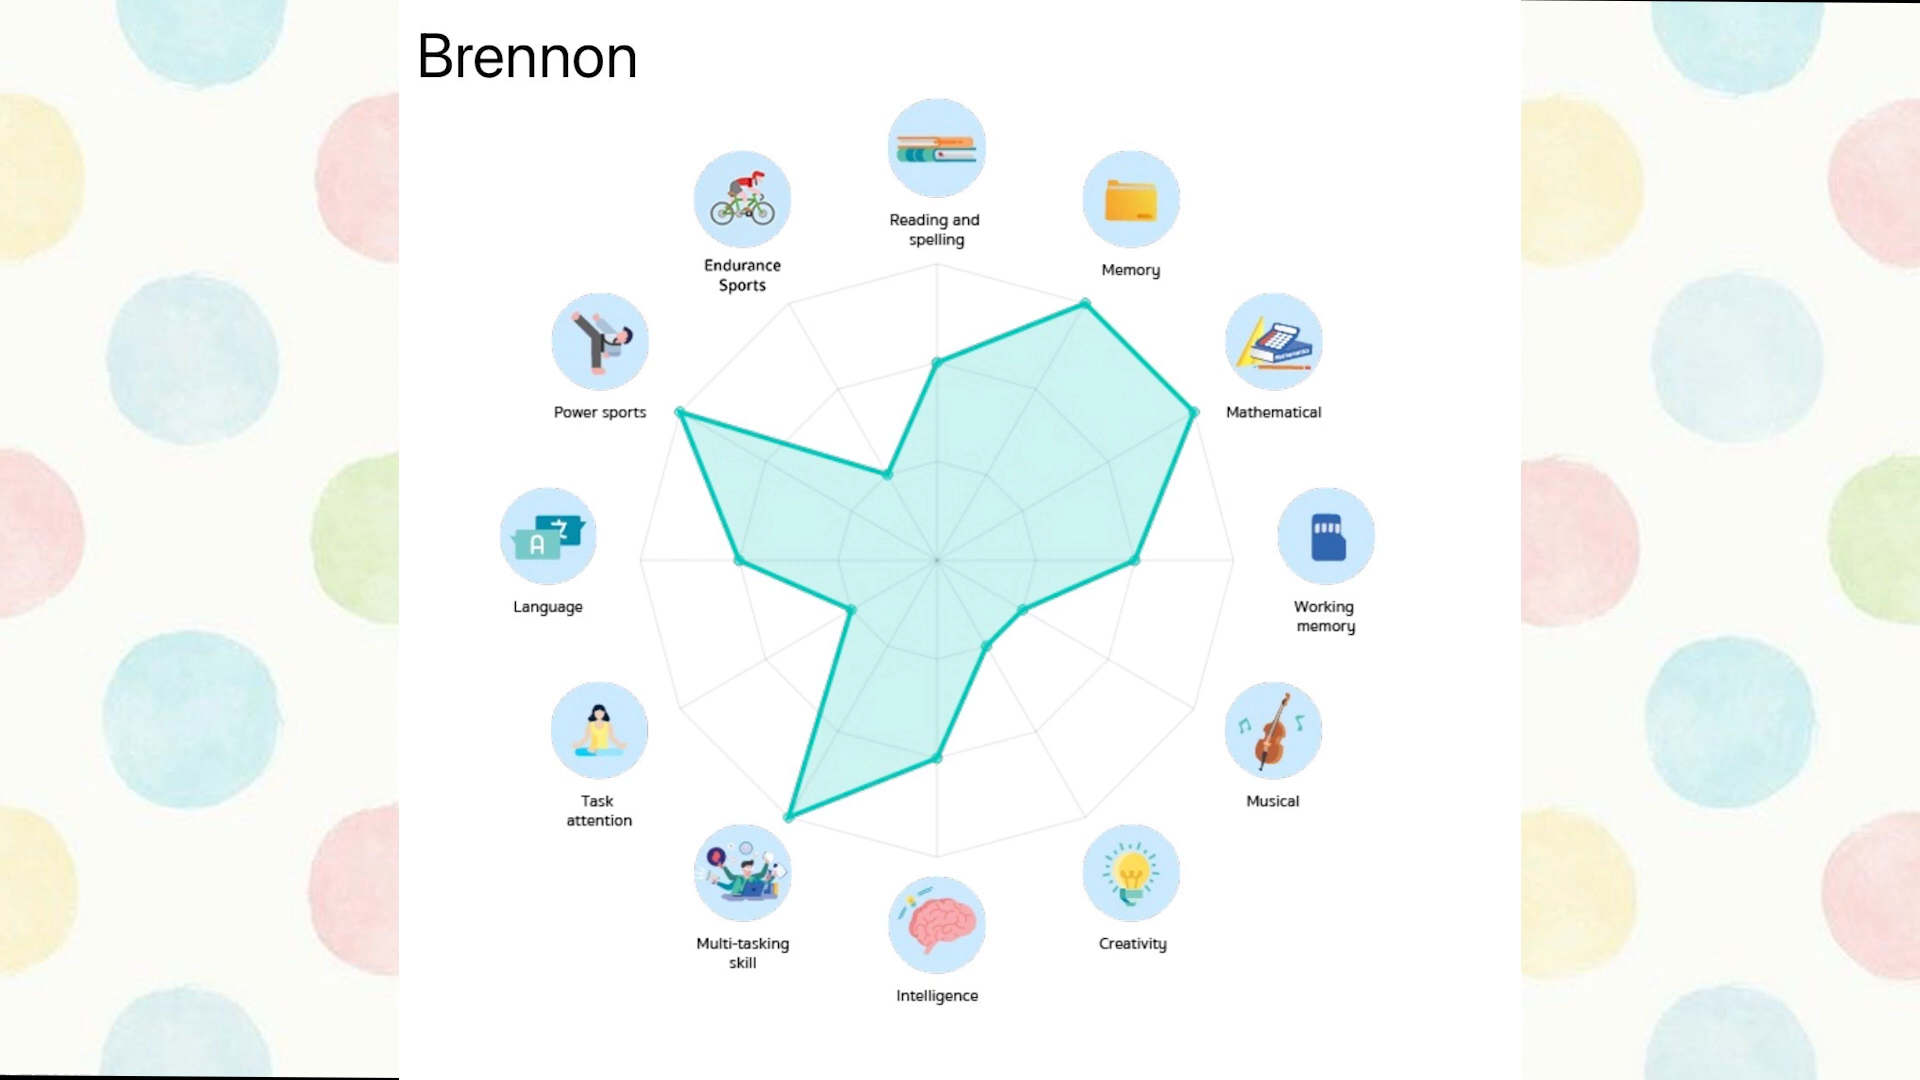 Brennon
Reading and
spelling
Memory
Mathematical
Mathematics
Working
memory
Musical
Creativity
Intelligence
Multi-tasking
skill
Task
attention
A
Language
Power sports
Endurance
Sports